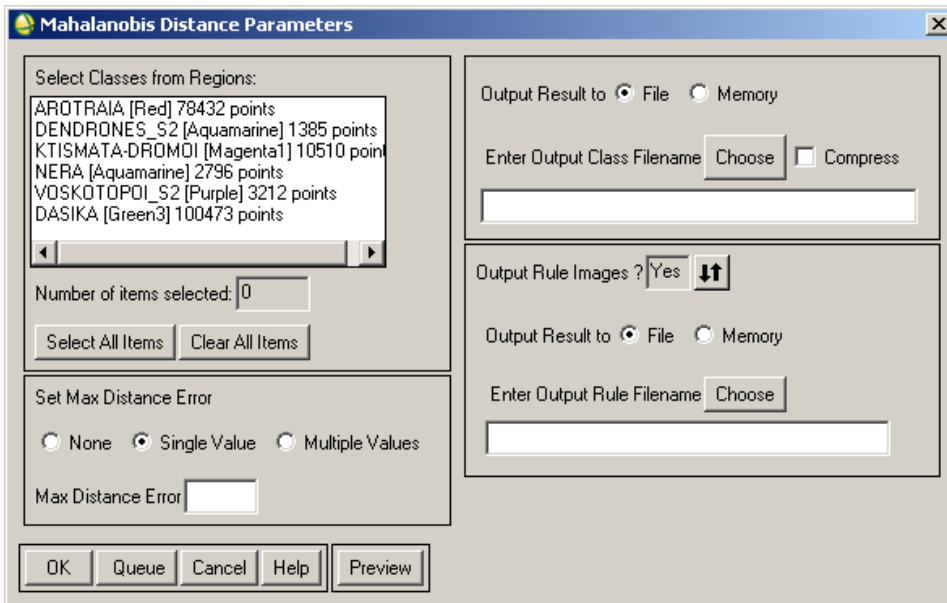 Mahalanobis Distance Parameters
Select Classes from Regions:
AROTRAIA [Red] 78432 points
DENDRONES_S2 [Aquamarine] 1385 points
KTISMATA-DROMOI [Magenta1] 10510 poin
NERA [Aquamarine] 2796 points
VOSKOTOPOI_S2 [Purple] 3212 points
DASIKA [Green3] 100473 points
Number of items selected: 0
Select All Items Clear All Items
Set Max Distance Error
None Single Value Multiple Values
Max Distance Error
OK Queue Cancel Help Preview
Output Result to File Memory
Enter Output Class Filename Choose Compress
Output Rule Images ? Yes
Output Result to File Memory
Enter Output Rule Filename Choose